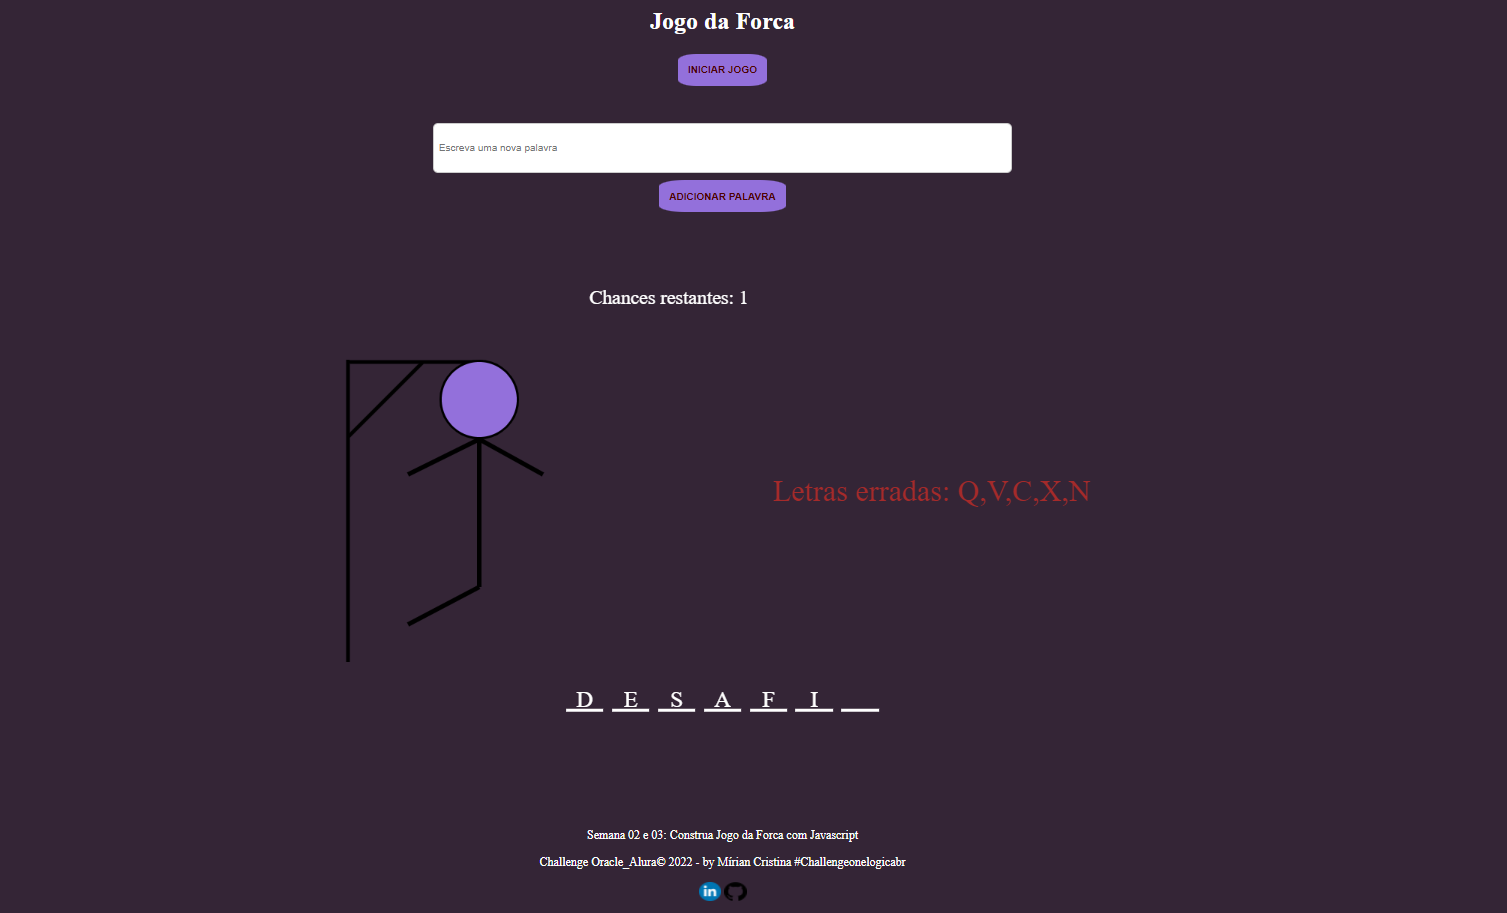 Jogo da Forca
INICIAR JOGO
Escreva uma nova palavra
ADICIONAR PALAVRA
Chances restantes: 1
Letras erradas: Q,V,C,X,N
D E S A F I
Semana 02 e 03: Construa Jogo da Forca com Javascript
Challenge Oracle_Alura© 2022 - by Mírian Cristina #Challengeonelogicabr
in